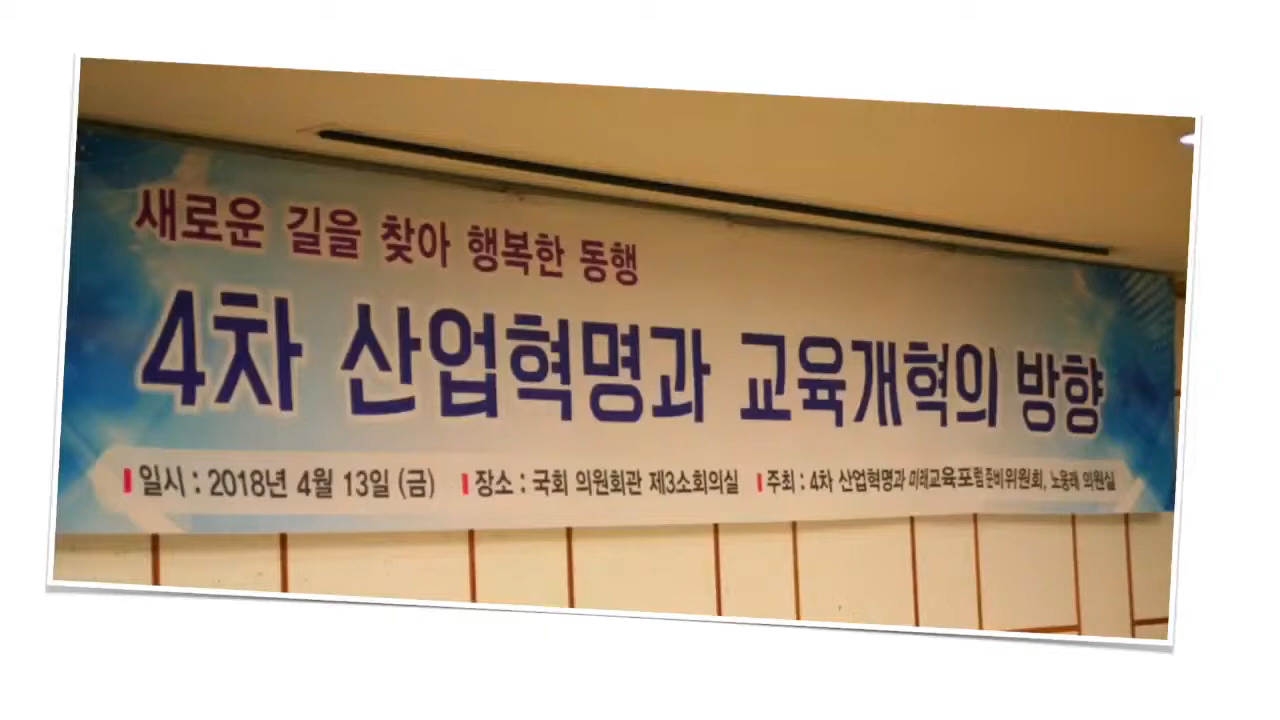 새로운 길을 찾아 행복한 동행
4차 산업혁명과 교육개혁의 방향
일시 : 2018년 4월 13일 (금) 장소 : 국회 의원회관 제3소회의실 주최 : 4차 산업혁명과 미래교육포럼준비위원회, 노웅래 의원실